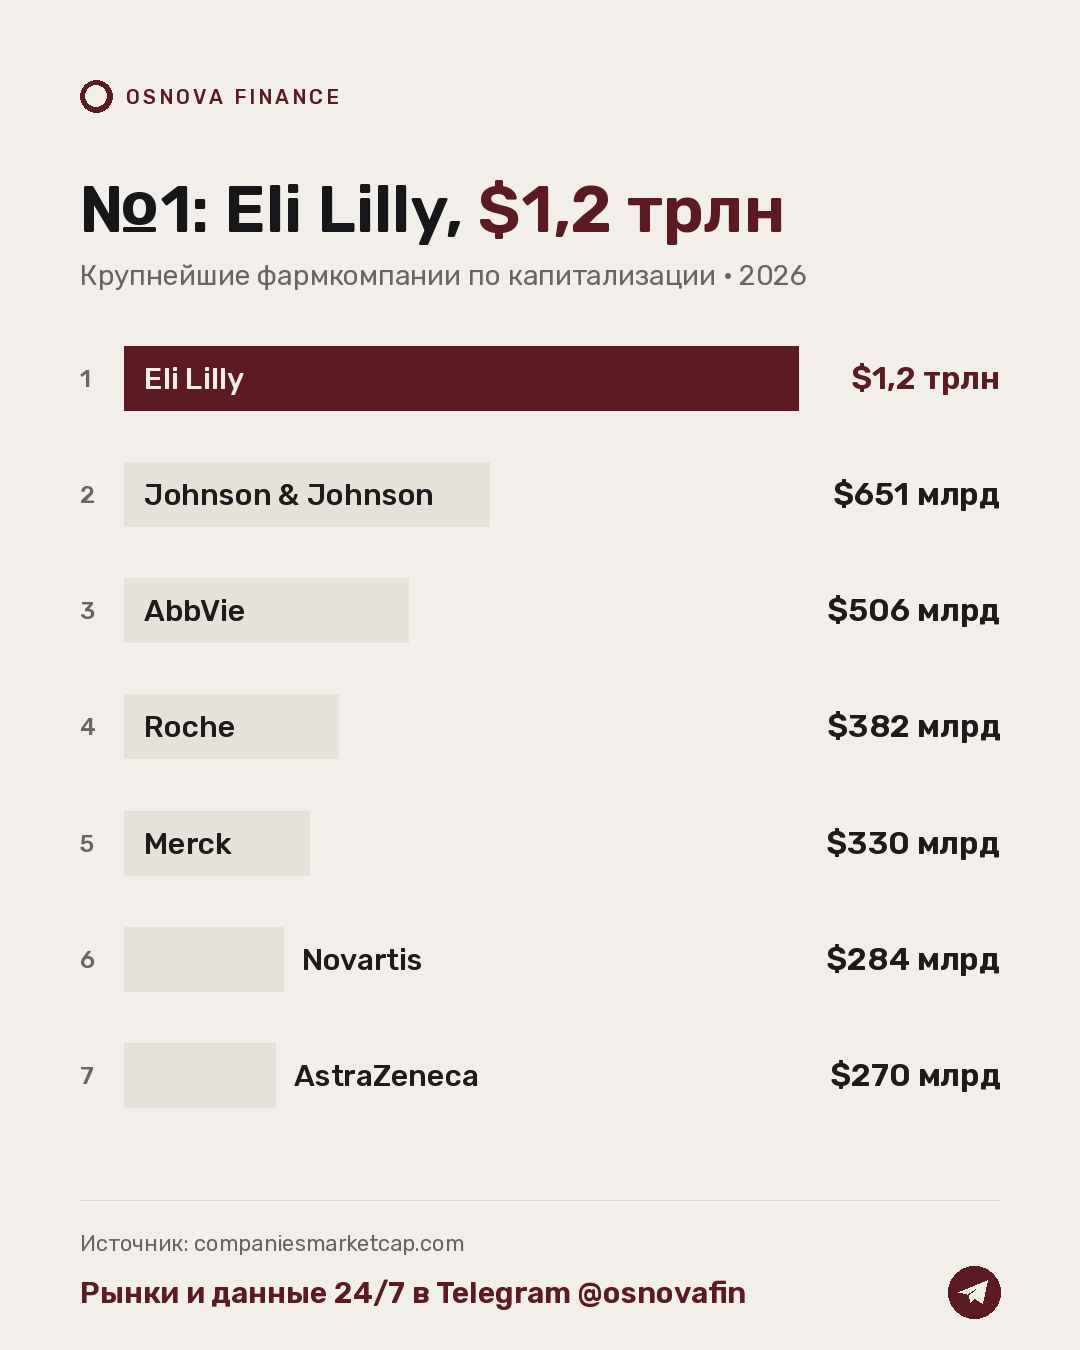 OSNOVA FINANCE
№1: Eli Lilly, $1,2 трлн
Крупнейшие фармкомпании по капитализации • 2026
1 Eli Lilly $1,2 трлн
2 Johnson & Johnson $651 млрд
3 AbbVie $506 млрд
4 Roche $382 млрд
5 Merck $330 млрд
6 Novartis $284 млрд
7 AstraZeneca $270 млрд
Источник: companiesmarketcap.com
Рынки и данные 24/7 в Telegram @osnovafin